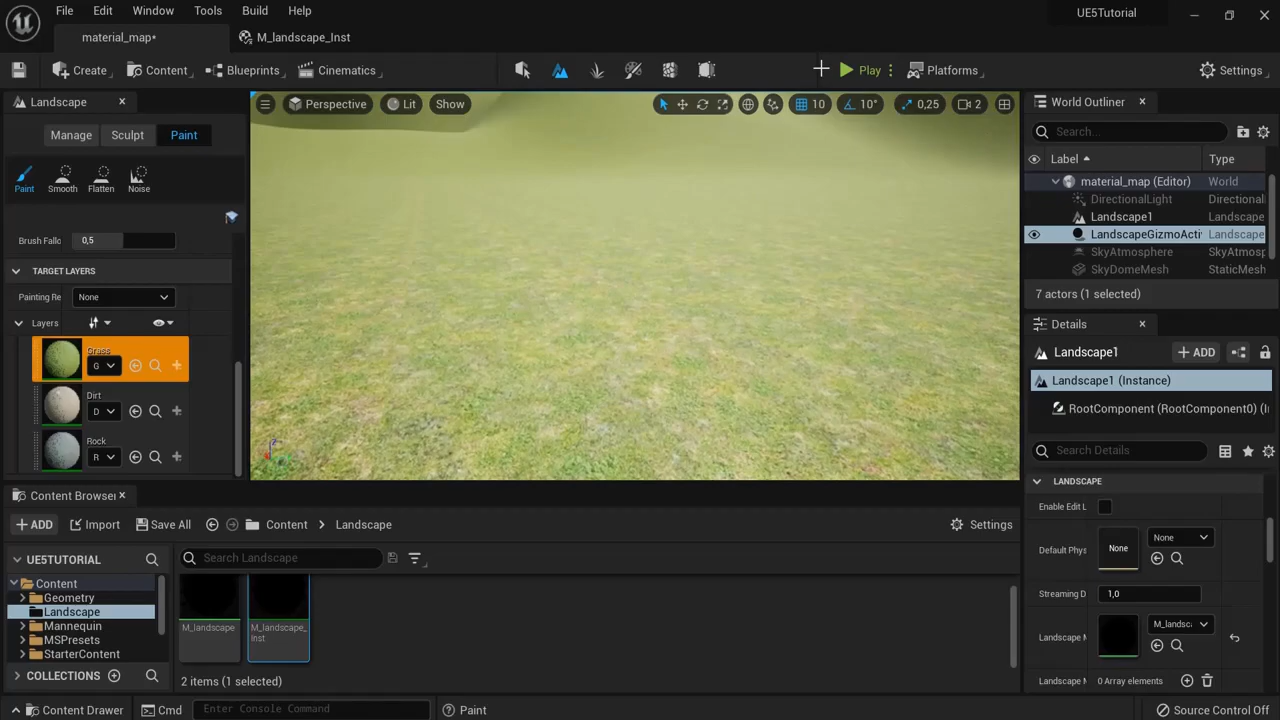 File Edit Window Tools Build Help UE5Tutorial
material_map* M_landscape_Inst
Create Content Blueprints Cinematics Play Platforms Settings
Landscape Perspective Lit Show 10 10° 0,25 2 World Outliner
Manage Sculpt Paint Search...
Label Type
Paint Smooth Flatten Noise material_map (Editor) World
DirectionalLight Directional
Landscape1 Landscape
Brush Fallo 0,5 LandscapeGizmoActi Landscape
SkyAtmosphere SkyAtmosp
TARGET LAYERS SkyDomeMesh StaticMesh
Painting Re None 7 actors (1 selected)
Layers Details
Grass
G Landscape1 ADD
Dirt Landscape1 (Instance)
D RootComponent (RootComponent0) (I
Rock
R Search Details
LANDSCAPE
Content Browser Enable Edit L
ADD Import Save All Content Landscape Settings
Default Phys None None
UE5TUTORIAL Search Landscape
Content Streaming D 1,0
Geometry
Landscape M_landscape M_landscape_
Inst Landscape M M_landsc
Mannequin
MSPresets
StarterContent
COLLECTIONS 2 items (1 selected) Landscape M 0 Array elements
Content Drawer Cmd Enter Console Command Paint Source Control Off